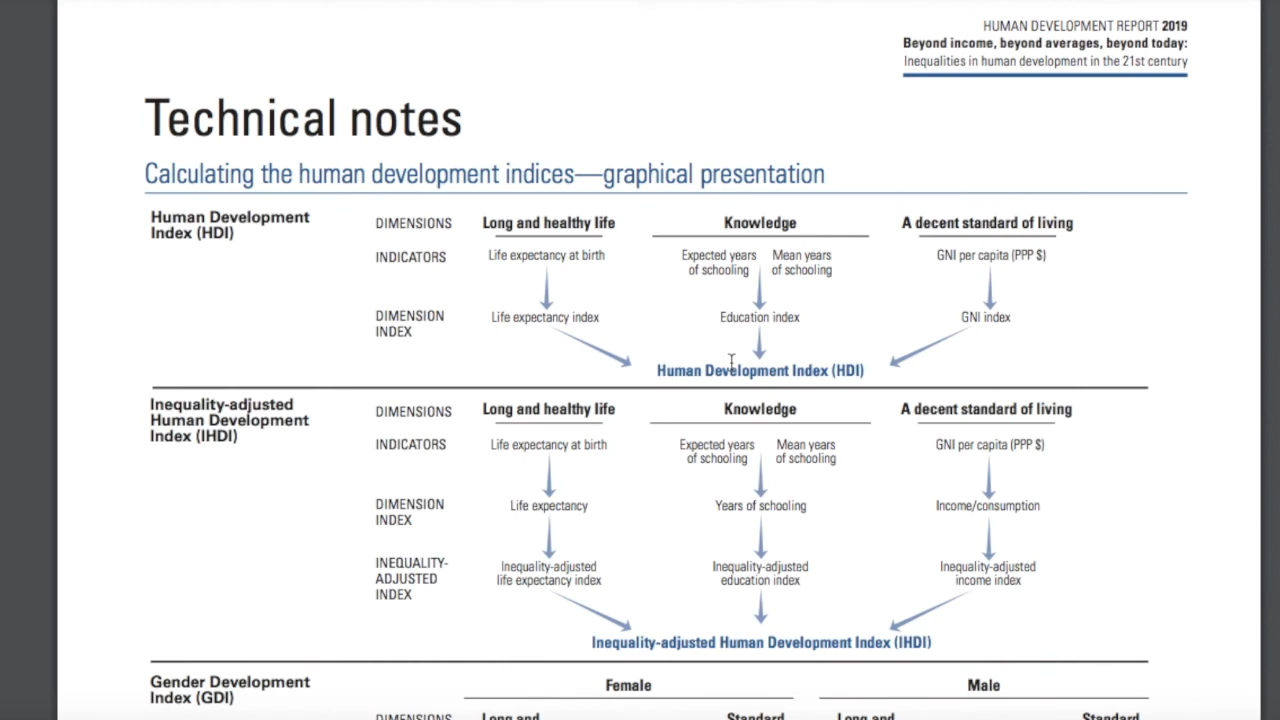 HUMAN DEVELOPMENT REPORT 2019
Beyond income, beyond averages, beyond today:
Inequalities in human development in the 21st century
Technical notes
Calculating the human development indices—graphical presentation
Human Development
Index (HDI)
DIMENSIONS Long and healthy life Knowledge A decent standard of living
INDICATORS Life expectancy at birth Expected years Mean years GNI per capita (PPP $)
of schooling of schooling
DIMENSION Life expectancy index Education index GNI index
INDEX
Human Development Index (HDI)
Inequality-adjusted
Human Development
Index (IHDI)
DIMENSIONS Long and healthy life Knowledge A decent standard of living
INDICATORS Life expectancy at birth Expected years Mean years GNI per capita (PPP $)
of schooling of schooling
DIMENSION Life expectancy Years of schooling Income/consumption
INDEX
INEQUALITY- Inequality-adjusted Inequality-adjusted Inequality-adjusted
ADJUSTED life expectancy index education index income index
INDEX
Inequality-adjusted Human Development Index (IHDI)
Gender Development
Index (GDI)
Female Male
DIMENSIONS Long and Standard Long and Standard